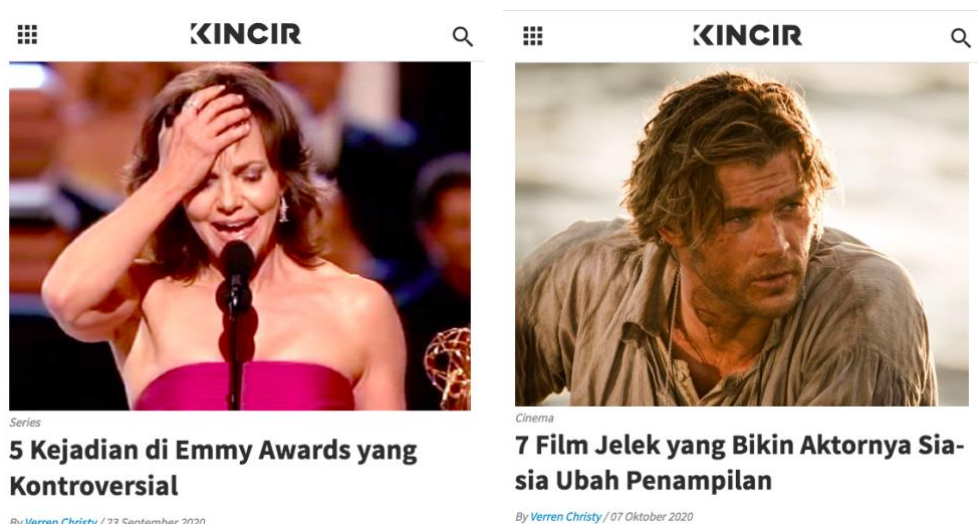 KINCIR
Series
5 Kejadian di Emmy Awards yang
Kontroversial
By Verren Christy / 23 September 2020
KINCIR
Cinema
7 Film Jelek yang Bikin Aktornya Sia-
sia Ubah Penampilan
By Verren Christy / 07 Oktober 2020